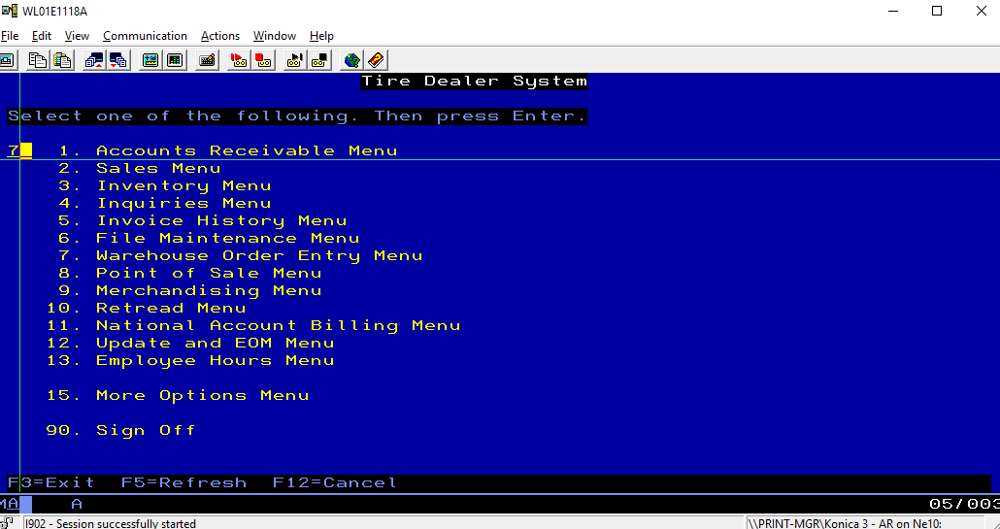 WL01E1118A
File Edit View Communication Actions Window Help
Tire Dealer System
Select one of the following. Then press Enter.
7 1. Accounts Receivable Menu
2. Sales Menu
3. Inventory Menu
4. Inquiries Menu
5. Invoice History Menu
6. File Maintenance Menu
7. Warehouse Order Entry Menu
8. Point of Sale Menu
9. Merchandising Menu
10. Retread Menu
11. National Account Billing Menu
12. Update and EOM Menu
13. Employee Hours Menu
15. More Options Menu
90. Sign Off
F3=Exit F5=Refresh F12=Cancel
MA A 05/003
I902 - Session successfully started \\PRINT-MGR\Konica 3 - AR on Ne10: